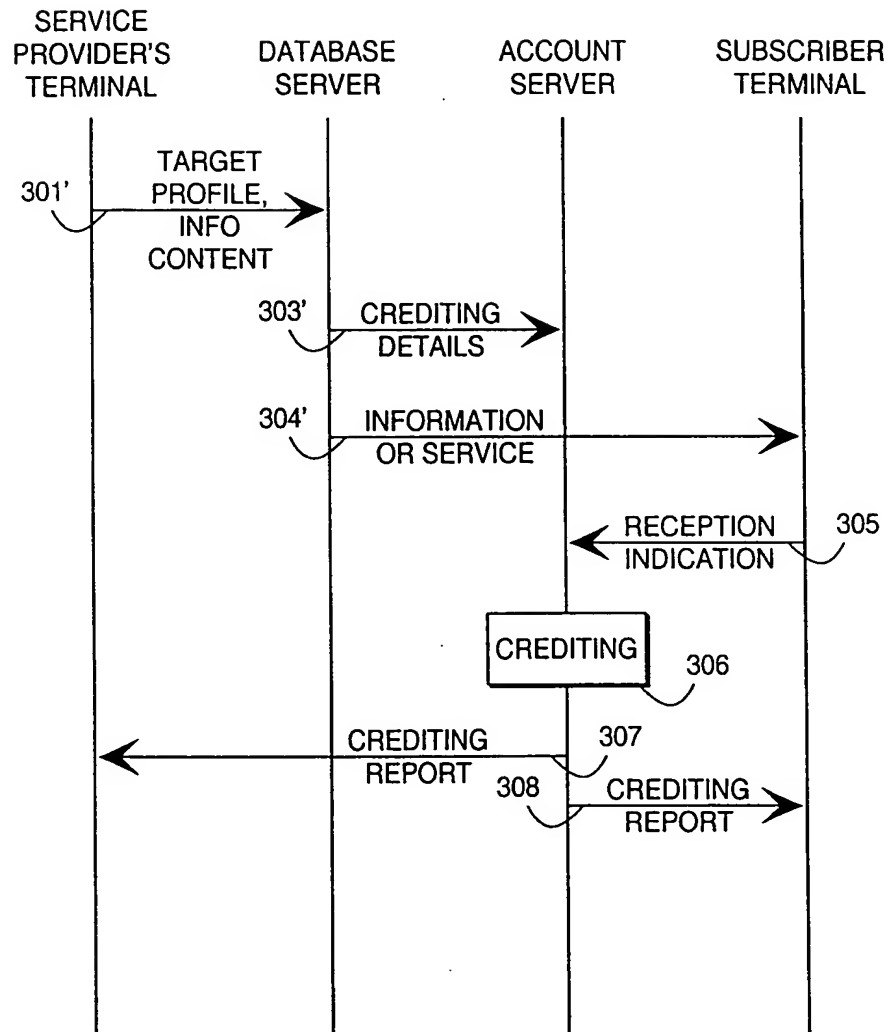 SERVICE
PROVIDER'S
TERMINAL
DATABASE
SERVER
ACCOUNT
SERVER
SUBSCRIBER
TERMINAL
301'
TARGET
PROFILE,
INFO
CONTENT
303'
CREDITING
DETAILS
304'
INFORMATION
OR SERVICE
RECEPTION
INDICATION
305
CREDITING
306
CREDITING
REPORT
307
308
CREDITING
REPORT